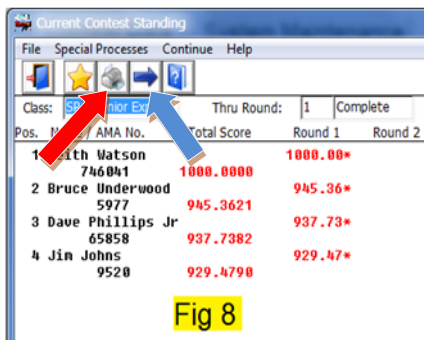 Current Contest Standing
File Special Processes Continue Help
Class: Thru Round: 1 Complete
Pos. AMA No. Total Score Round 1 Round 2
1 Watson 1000.00*
746041 1000.0000
2 Bruce Underwood 945.36*
5977 945.3621
3 Dave Phillips Jr 937.73*
65858 937.7382
4 Jim Johns 929.47*
9520 929.4790
Fig 8